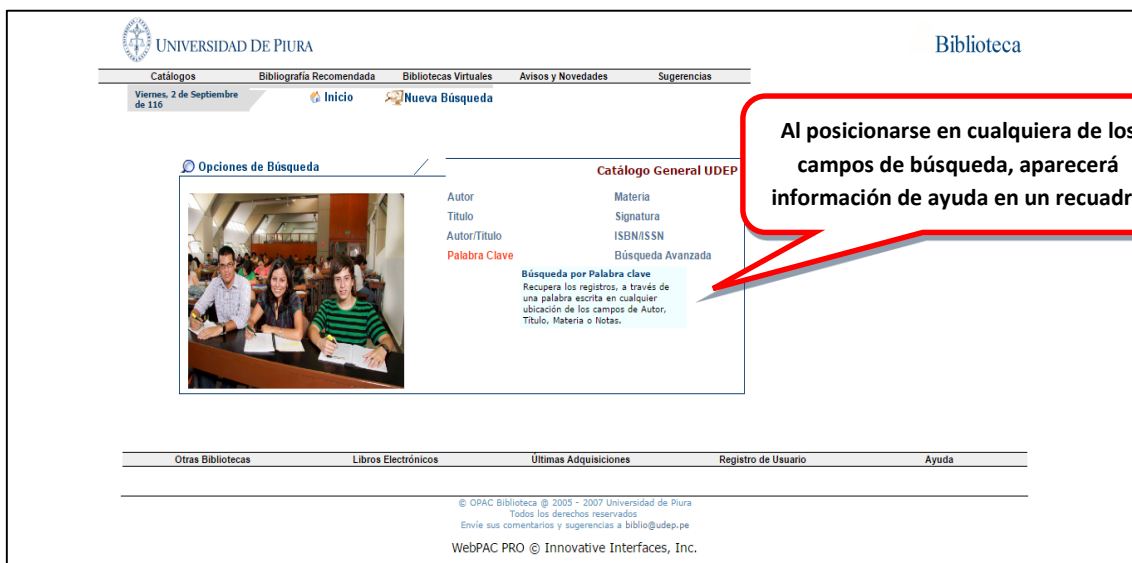 UNIVERSIDAD DE PIURA
Biblioteca
Catálogos Bibliografía Recomendada Bibliotecas Virtuales Avisos y Novedades Sugerencias
Viernes, 2 de Septiembre
de 116
Inicio Nueva Búsqueda
Al posicionarse en cualquiera de los
campos de búsqueda, aparecerá
información de ayuda en un recuadr
Opciones de Búsqueda
Catálogo General UDEP
Autor Materia
Título Signatura
Autor/Título ISBN/ISSN
Palabra Clave Búsqueda Avanzada
Búsqueda por Palabra clave
Recupera los registros, a través de
una palabra escrita en cualquier
ubicación de los campos de Autor,
Título, Materia o Notas.
Otras Bibliotecas Libros Electrónicos Últimas Adquisiciones Registro de Usuario Ayuda
© OPAC Biblioteca @ 2005 - 2007 Universidad de Piura
Todos los derechos reservados
Envíe sus comentarios y sugerencias a biblio@udep.pe
WebPAC PRO © Innovative Interfaces, Inc.